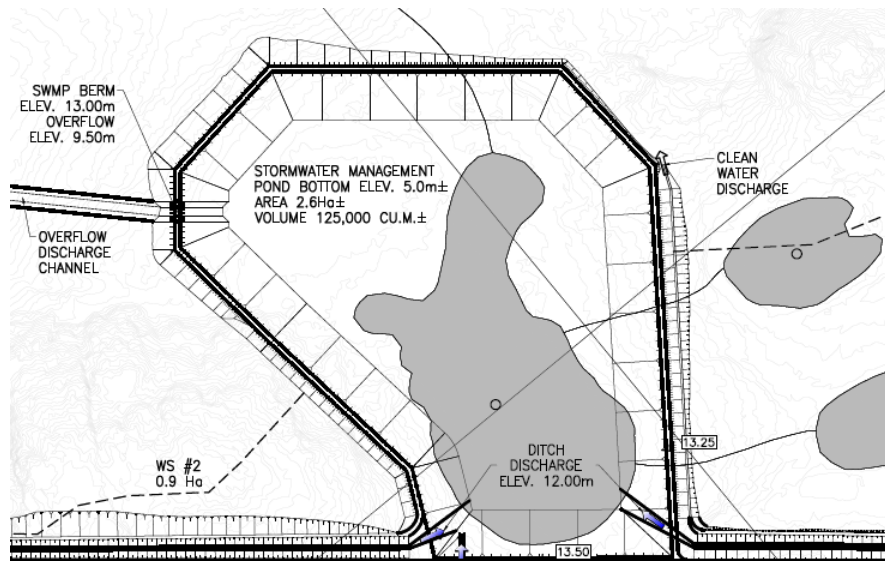 SWMP BERM
ELEV. 13.00m
OVERFLOW
ELEV. 9.50m
STORMWATER MANAGEMENT
POND BOTTOM ELEV. 5.0m±
AREA 2.6Ha±
VOLUME 125,000 CU.M.±
CLEAN
WATER
DISCHARGE
OVERFLOW
DISCHARGE
CHANNEL
13.25
WS #2
0.9 Ha
DITCH
DISCHARGE
ELEV. 12.00m
13.50